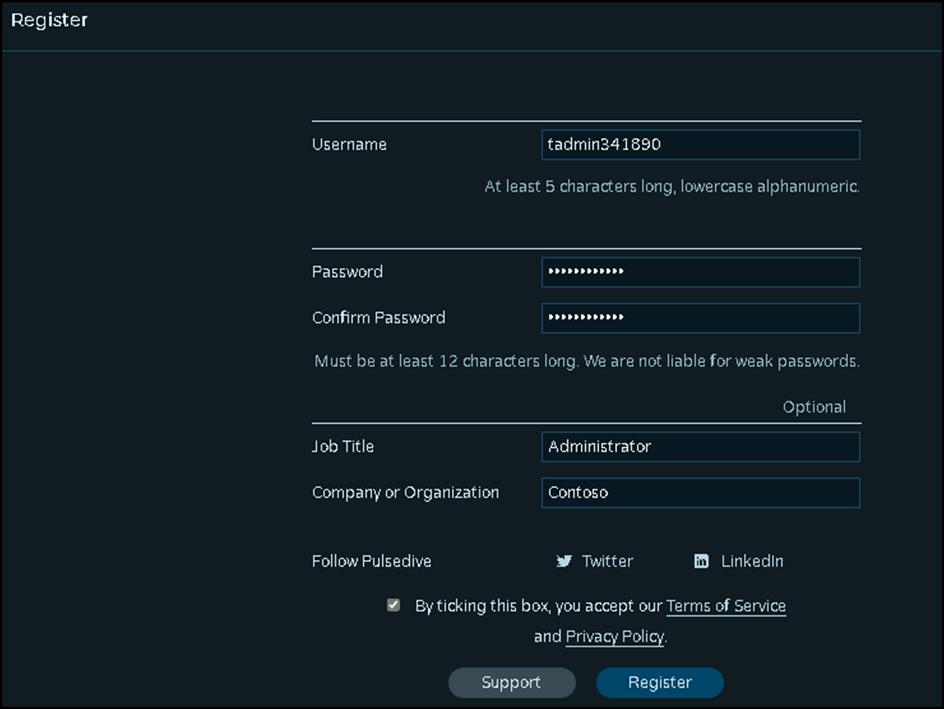 Register
Username tadmin341890
At least 5 characters long, lowercase alphanumeric.
Password ••••••••••••
Confirm Password ••••••••••••
Must be at least 12 characters long. We are not liable for weak passwords.
Optional
Job Title Administrator
Company or Organization Contoso
Follow Pulsedive Twitter LinkedIn
By ticking this box, you accept our Terms of Service
and Privacy Policy.
Support Register